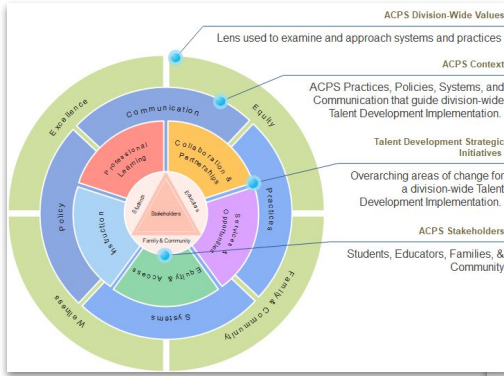 ACPS Division-Wide Values
Lens used to examine and approach systems and practices
ACPS Context
ACPS Practices, Policies, Systems, and
Communication that guide division-wide
Talent Development Implementation.
Talent Development Strategic
Initiatives
Overarching areas of change for
a division-wide Talent
Development Implementation.
ACPS Stakeholders
Students, Educators, Families, &
Community
Excellence
Equity
Family & Community
Wellness
Communication
Practices
Systems
Policy
Professional
Learning
Collaboration &
Partnerships
Services &
Opportunities
Equity & Access
Instruction
Students
Educators
Stakeholders
Family & Community